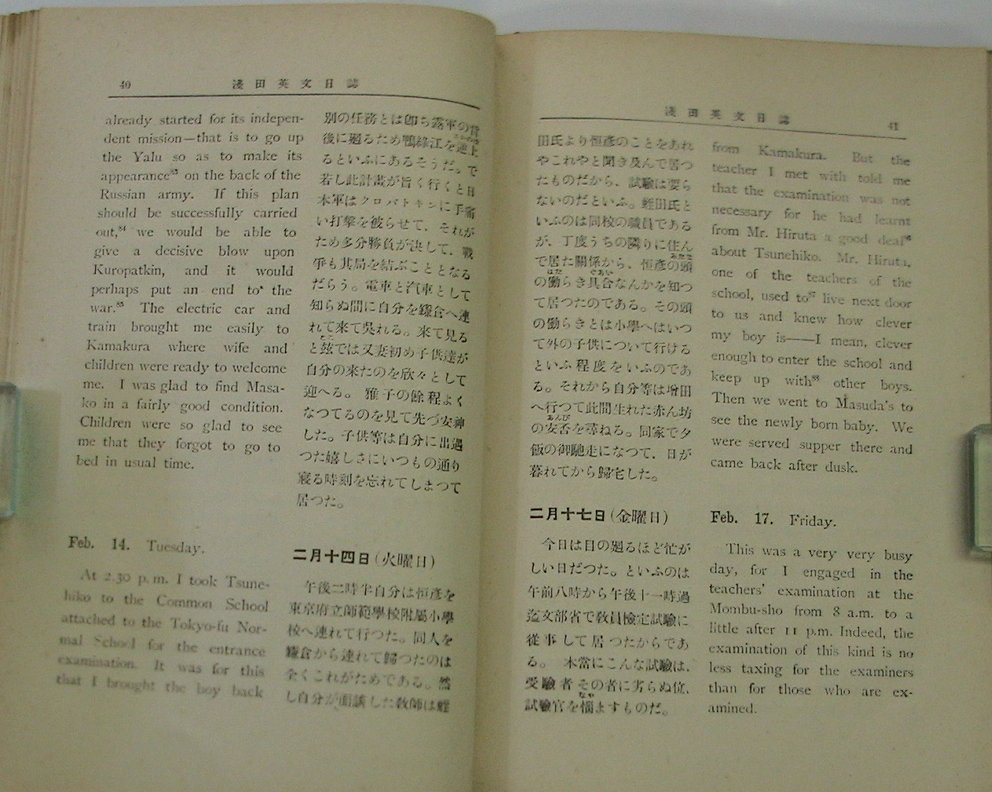 40
淺田英文日誌
already started for its indepen-
dent mission—that is to go up
the Yalu so as to make its
appearance⁵³ on the back of the
Russian army. If this plan
should be successfully carried
out,⁵⁴ we would be able to
give a decisive blow upon
Kuropatkin, and it would
perhaps put an end to* the
war.⁵⁵ The electric car and
train brought me easily to
Kamakura where wife and
children were ready to welcome
me. I was glad to find Masa-
ko in a fairly good condition.
Children were so glad to see
me that they forgot to go to
bed in usual time.
別の任務とは卽ち露軍の背
後に廻るため鴨綠江を遡上
るといふにあるそうだ。で
若し此計畫が旨く行くと日
本軍はクロパトキンに手痛
い打擊を被らせて、それが
ため多分勝負が決して、戰
爭も其局を結ぶこととなる
だらう。電車と汽車として
知らぬ間に自分を鎌倉へ連
れて來て吳れる。來て見る
と玆では又妻初め子供達が
自分の來たのを欣々として
迎へる。雅子の餘程よく
なつてるのを見て先づ安神
した。子供等は自分に出遇
つた嬉しさにいつもの通り
寢る時刻を忘れてしまつて
居つた。
Feb. 14. Tuesday.
At 2.30 p.m. I took Tsune-
hiko to the Common School
attached to the Tokyo-fu Nor-
mal School for the entrance
examination. It was for this
that I brought the boy back
二月十四日（火曜日）
午後二時半自分は恒彥を
東京府立師範學校附屬小學
校へ連れて行つた。同人を
鎌倉から連れて歸つたのは
全くこれがためである。然
し自分が面談した敎師は蛭
淺田英文日誌
41
田氏より恒彥のことをあれ
やこれやと聞き及んで居つ
たものだから、試驗は要ら
ないのだといふ。蛭田氏と
いふのは同校の職員である
が、丁度うちの隣りに住ん
で居た關係から、恒彥の頭
の働らき具合なんかを知つ
て居つたのである。その頭
の働らきとは小學へはいつ
て外の子供について行ける
といふ程度をいふのであ
る。それから自分等は增田
へ行つて此間生れた赤ん坊
の安否を尋ねる。同家で夕
飯の御馳走になつて、日が
暮れてから歸宅した。
from Kamakura. But the
teacher I met with told me
that the examination was not
necessary for he had learnt
from Mr. Hiruta a good deal
about Tsunehiko. Mr. Hiruta,
one of the teachers of the
school, used to live next door
to us and knew how clever
my boy is——I mean, clever
enough to enter the school and
keep up with other boys.
Then we went to Masuda's to
see the newly born baby. We
were served supper there and
came back after dusk.
二月十七日（金曜日）
今日は目の廻るほど忙が
しい日だつた。といふのは
午前八時から午後十一時過
迄文部省で敎員檢定試驗に
從事して居つたからであ
る。本當にこんな試驗は、
受驗者その者に劣らぬ位、
試驗官を惱ますものだ。
Feb. 17. Friday.
This was a very very busy
day, for I engaged in the
teachers' examination at the
Mombu-sho from 8 a.m. to a
little after 11 p.m. Indeed, the
examination of this kind is no
less taxing for the examiners
than for those who are ex-
amined.